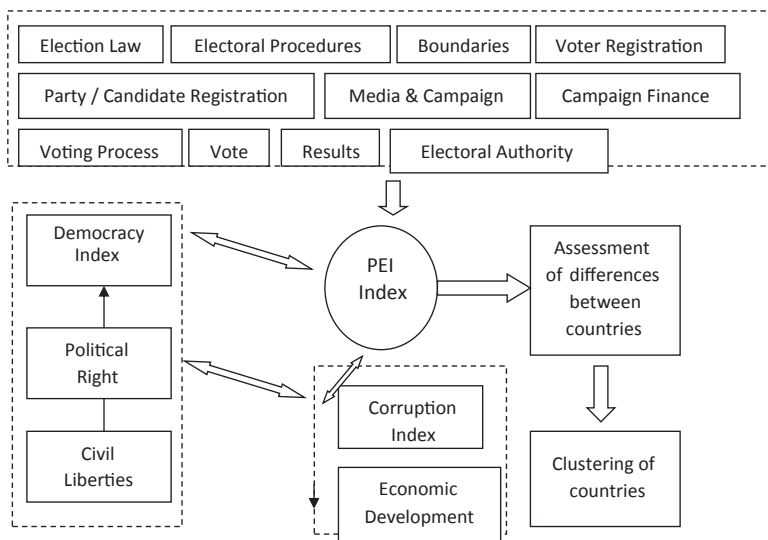 Election Law
Electoral Procedures
Boundaries
Voter Registration
Party / Candidate Registration
Media & Campaign
Campaign Finance
Voting Process
Vote
Results
Electoral Authority
Democracy
Index
Political
Right
Civil
Liberties
PEI
Index
Corruption
Index
Economic
Development
Assessment
of differences
between
countries
Clustering of
countries